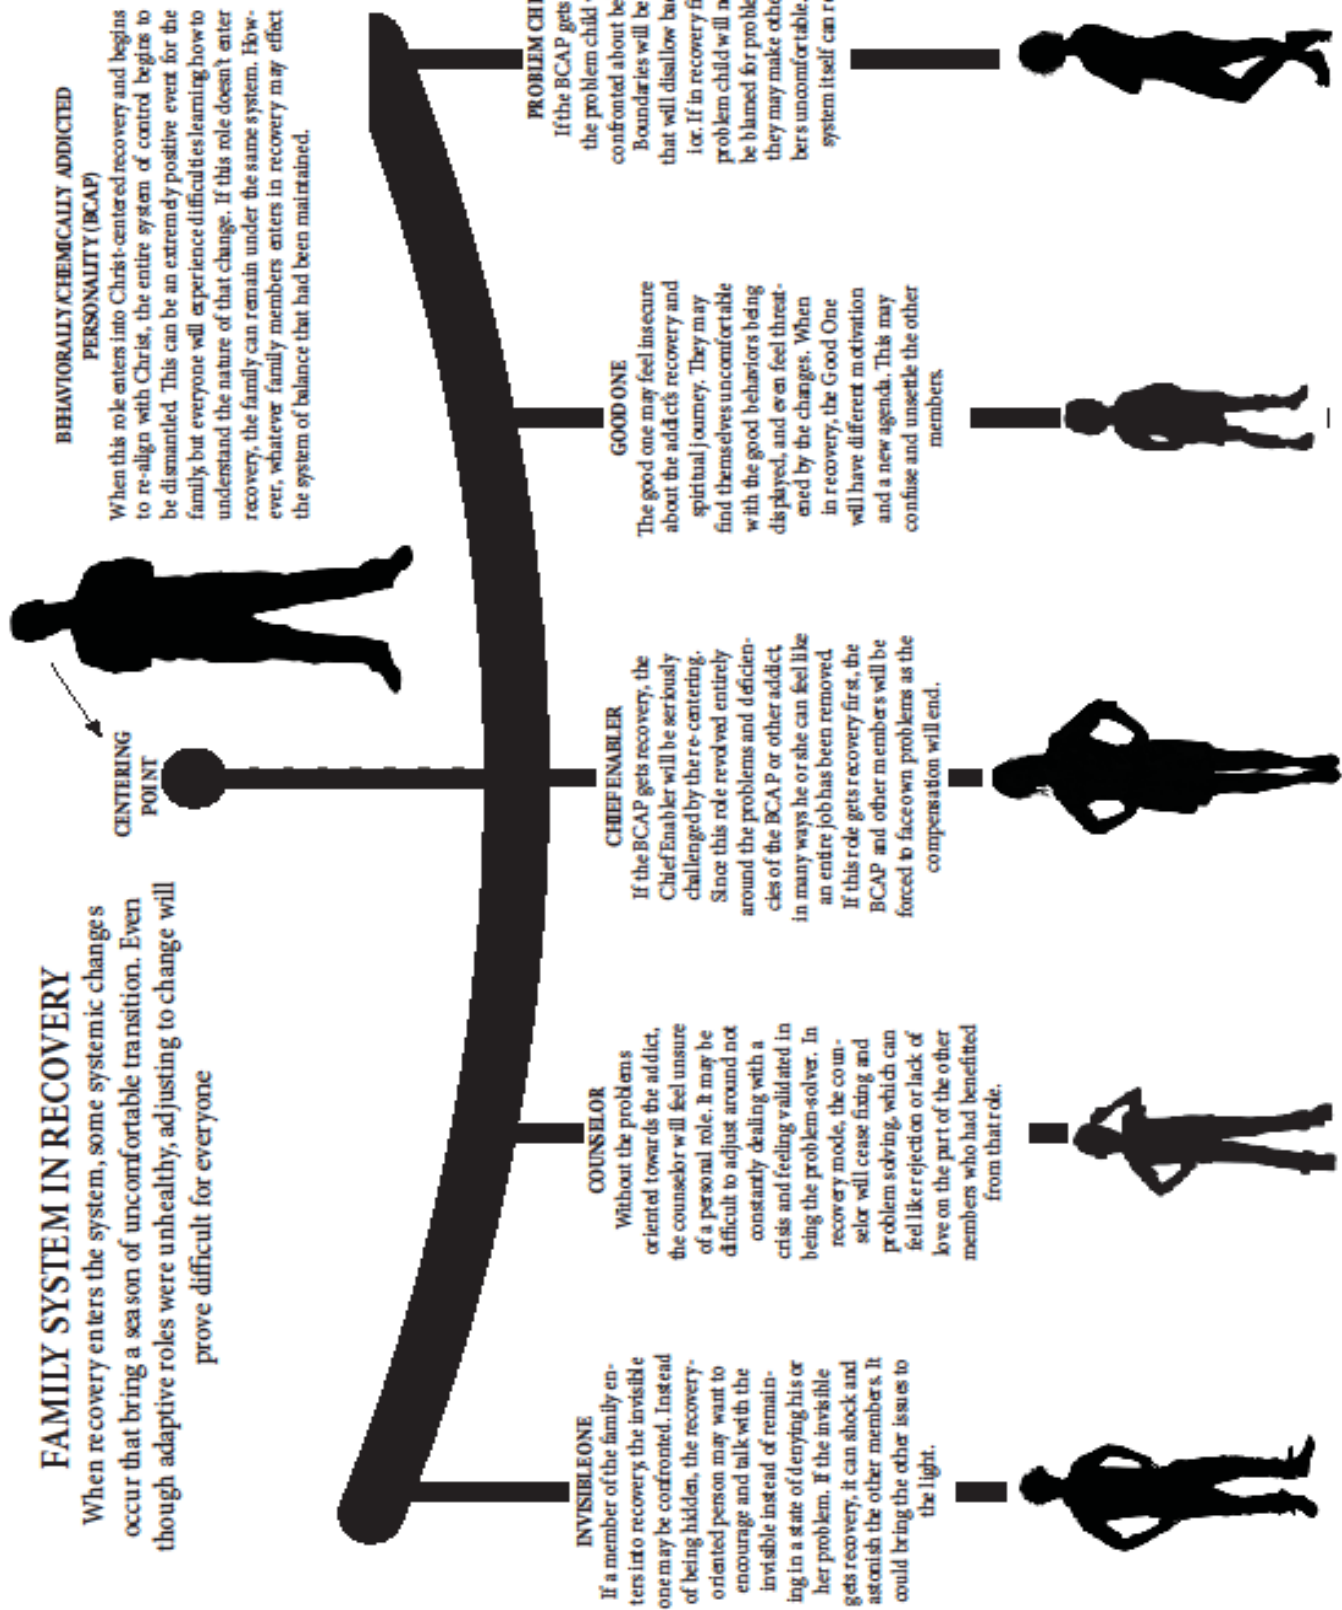 FAMILY SYSTEM IN RECOVERY
When recovery enters the system, some systemic changes
occur that bring a season of uncomfortable transition. Even
though adaptive roles were unhealthy, adjusting to change will
prove difficult for everyone
CENTERING
POINT
BEHAVIORALLY/CHEMICALLY ADDICTED
PERSONALITY (BCAP)
When this role enters into Christ-centered recovery and begins
to re-align with Christ, the entire system of control begins to
be dismantled. This can be an extremely positive event for the
family, but everyone will experience difficulties learning how to
understand the nature of that change. If this role doesn't enter
recovery, the family can remain under the same system. How-
ever, whatever family members enters in recovery may effect
the system of balance that had been maintained.
INVISIBLE ONE
If a member of the family en-
ters into recovery, the invisible
one may be confronted. Instead
of being hidden, the recovery-
oriented person may want to
encourage and talk with the
invisible instead of remain-
ing in a state of denying his or
her problem. If the invisible
gets recovery, it can shock and
astonish the other members. It
could bring the other issues to
the light.
COUNSELOR
Without the problems
oriented towards the addict,
the counselor will feel unsure
of a personal role. It may be
difficult to adjust around not
constantly dealing with a
crisis and feeling validated in
being the problem-solver. In
recovery mode, the coun-
selor will cease fixing and
problem solving, which can
feel like rejection or lack of
love on the part of the other
members who had benefitted
from that role.
CHIEF ENABLER
If the BCAP gets recovery, the
Chief Enabler will be seriously
challenged by the re-centering.
Since this role revolved entirely
around the problems and deficien-
cies of the BCAP or other addict,
in many ways he or she can feel like
an entire job has been removed.
If this role gets recovery first, the
BCAP and other members will be
forced to face own problems as the
compensation will end.
GOOD ONE
The good one may feel insecure
about the addict's recovery and
spiritual journey. They may
find themselves uncomfortable
with the good behaviors being
displayed, and even feel threat-
ened by the changes. When
in recovery, the Good One
will have different motivation
and a new agenda. This may
confuse and unsettle the other
members.
PROBLEM CHI
If the BCAP gets
the problem child
confronted about be
Boundaries will be
that will disallow ba
ior. If in recovery fi
problem child will n
be blamed for proble
they may make othe
bers uncomfortable.
system itself can r